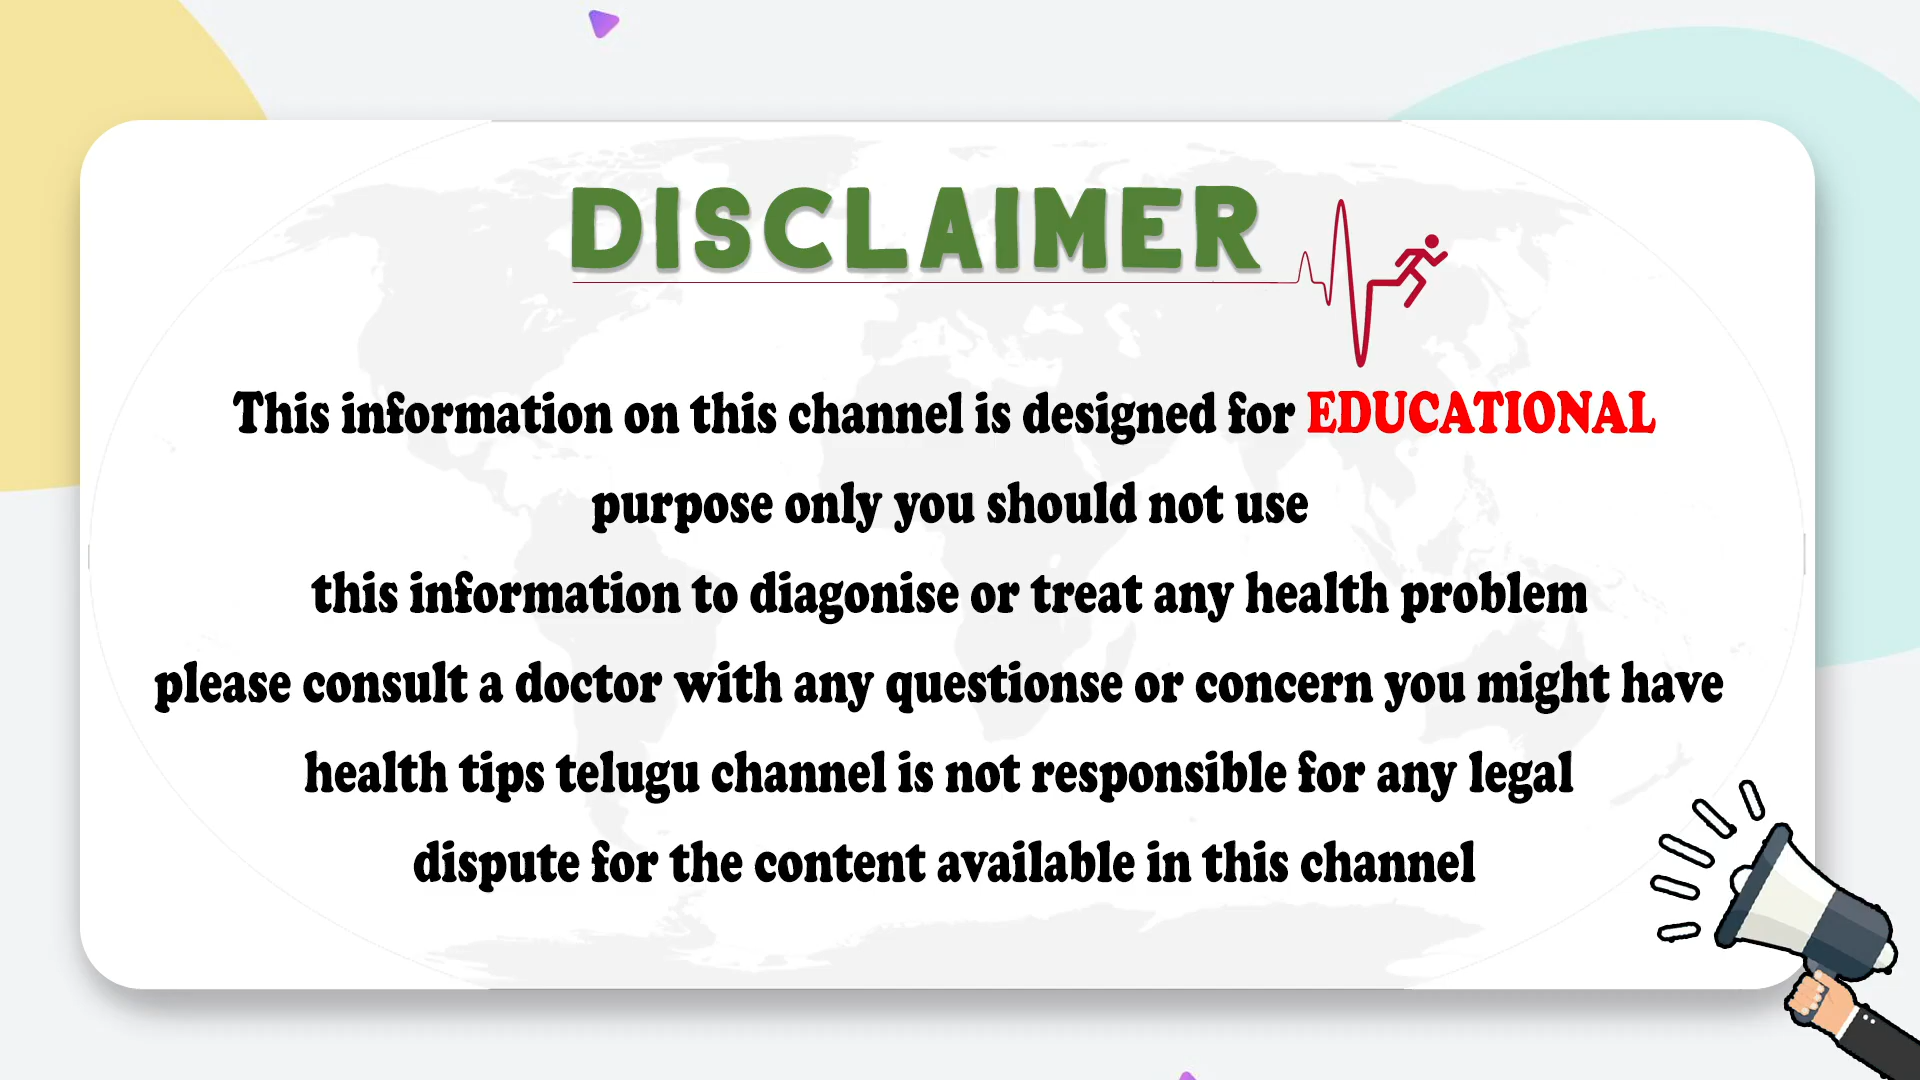 DISCLAIMER
This information on this channel is designed for EDUCATIONAL
purpose only you should not use
this information to diagonise or treat any health problem
please consult a doctor with any questionse or concern you might have
health tips telugu channel is not responsible for any legal
dispute for the content available in this channel